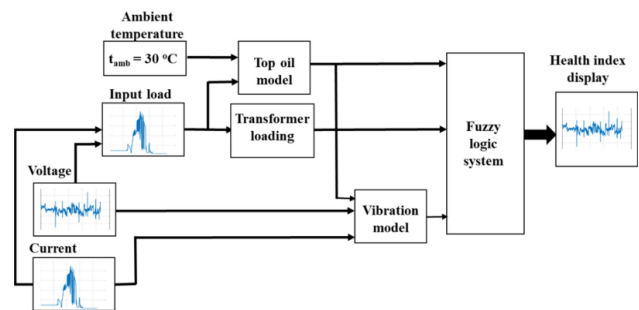 Ambient
temperature
tamb = 30 °C
Input load
Voltage
Current
Top oil
model
Transformer
loading
Vibration
model
Fuzzy
logic
system
Health index
display